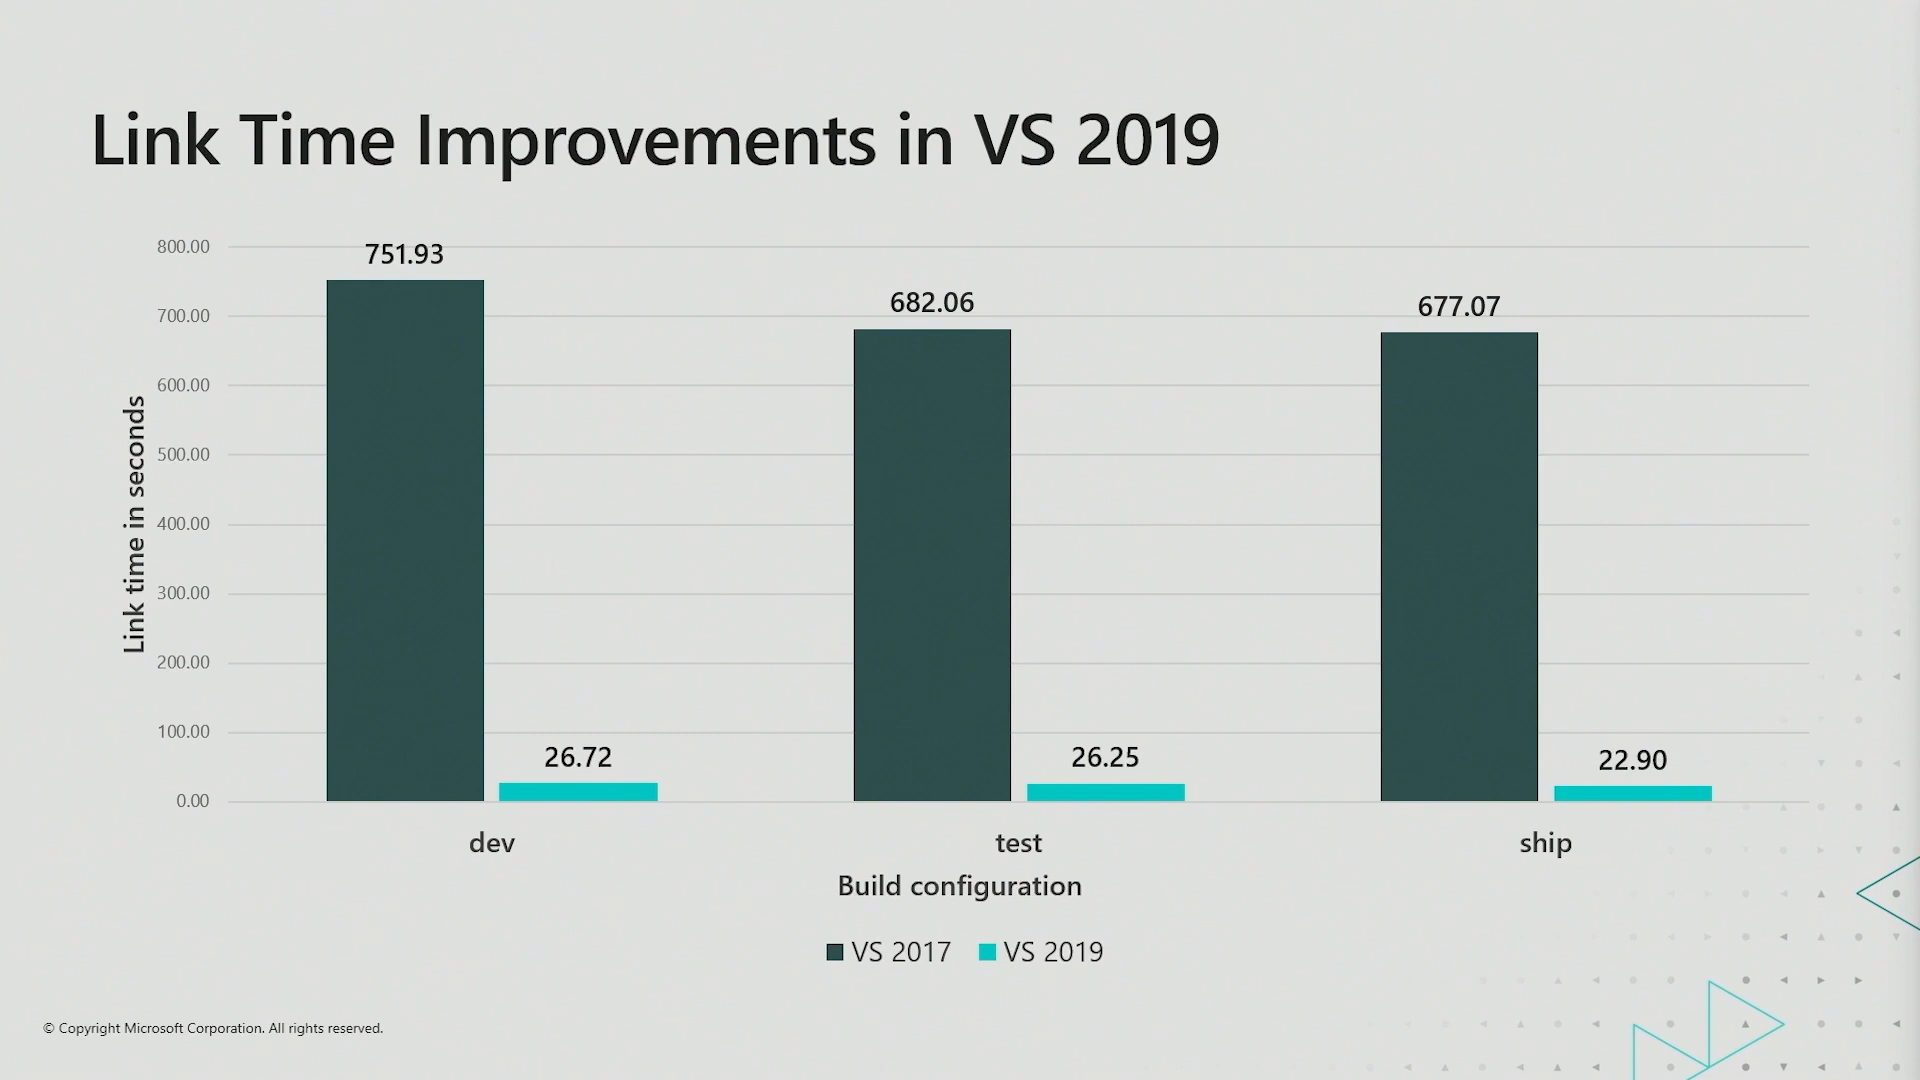 Link Time Improvements in VS 2019
Link time in seconds
800.00
700.00
600.00
500.00
400.00
300.00
200.00
100.00
0.00
751.93
26.72
682.06
26.25
677.07
22.90
dev
test
ship
Build configuration
VS 2017
VS 2019
© Copyright Microsoft Corporation. All rights reserved.